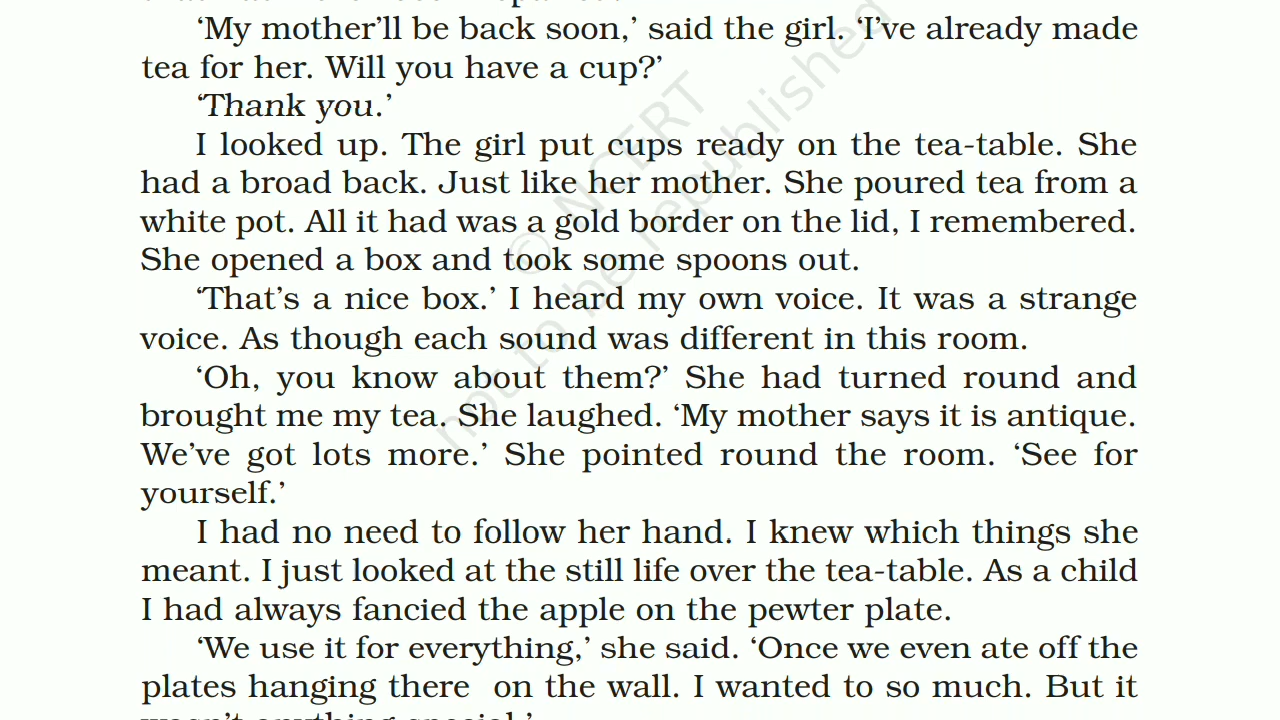 ‘My mother’ll be back soon,’ said the girl. ‘I’ve already made
tea for her. Will you have a cup?’
‘Thank you.’
I looked up. The girl put cups ready on the tea-table. She
had a broad back. Just like her mother. She poured tea from a
white pot. All it had was a gold border on the lid, I remembered.
She opened a box and took some spoons out.
‘That’s a nice box.’ I heard my own voice. It was a strange
voice. As though each sound was different in this room.
‘Oh, you know about them?’ She had turned round and
brought me my tea. She laughed. ‘My mother says it is antique.
We’ve got lots more.’ She pointed round the room. ‘See for
yourself.’
I had no need to follow her hand. I knew which things she
meant. I just looked at the still life over the tea-table. As a child
I had always fancied the apple on the pewter plate.
‘We use it for everything,’ she said. ‘Once we even ate off the
plates hanging there on the wall. I wanted to so much. But it
wasn’t anything special.’
© NCERT
not to be republished